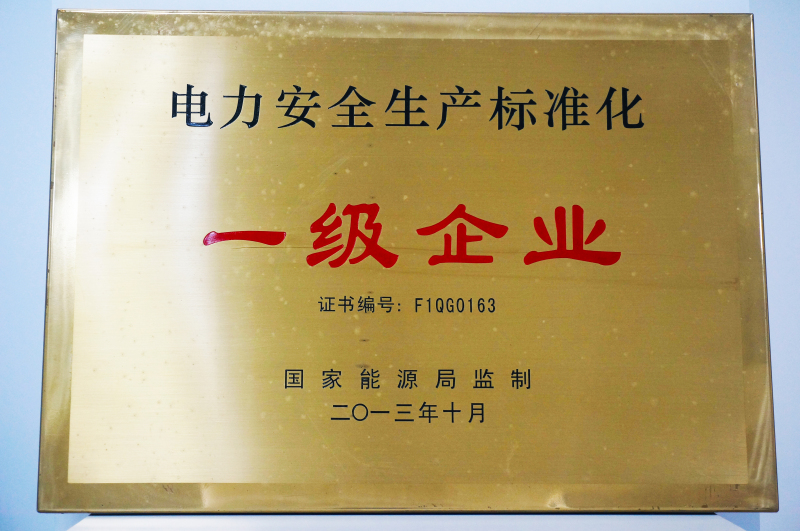 电力安全生产标准化
一级企业
证书编号: F1QG0163
国家能源局监制
二〇一三年十月